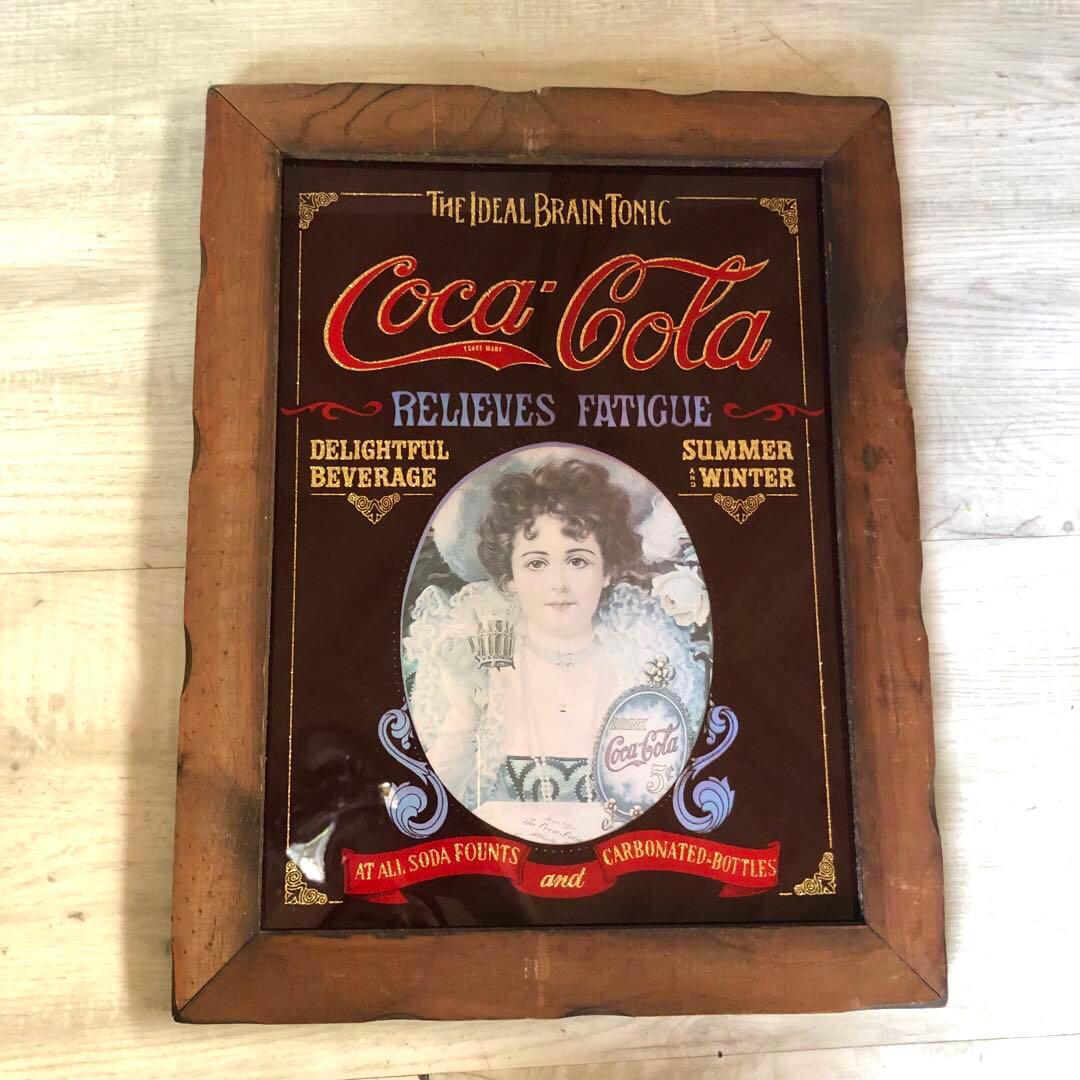 THE IDEAL BRAIN TONIC
Coca-Cola
TRADE MARK
RELIEVES FATIGUE
DELIGHTFUL
BEVERAGE
SUMMER
AND WINTER
DRINK
Coca-Cola
5¢
AT ALL SODA FOUNTS
and
CARBONATED-BOTTLES